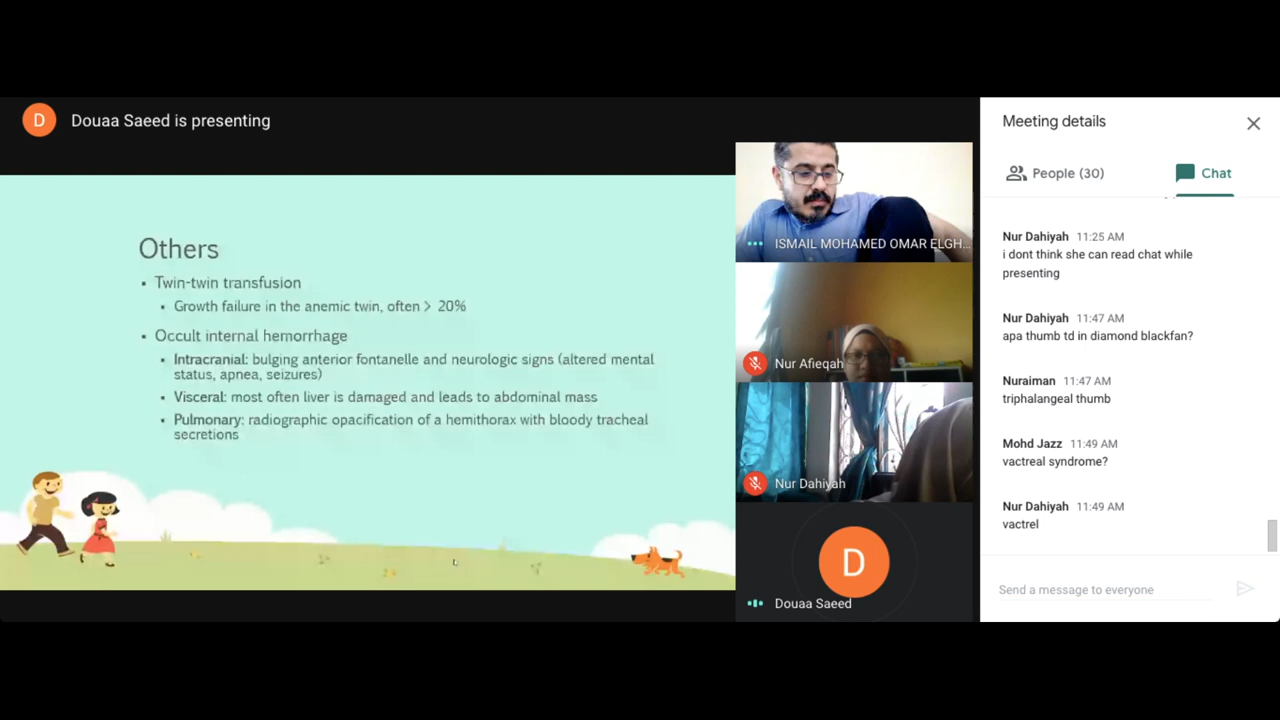 D
Douaa Saeed is presenting
Others
Twin-twin transfusion
Growth failure in the anemic twin, often > 20%
Occult internal hemorrhage
Intracranial: bulging anterior fontanelle and neurologic signs (altered mental
status, apnea, seizures)
Visceral: most often liver is damaged and leads to abdominal mass
Pulmonary: radiographic opacification of a hemithorax with bloody tracheal
secretions
ISMAIL MOHAMED OMAR ELGH...
Nur Afieqah
Nur Dahiyah
D
Douaa Saeed
Meeting details
People (30)
Chat
Nur Dahiyah 11:25 AM
i dont think she can read chat while
presenting
Nur Dahiyah 11:47 AM
apa thumb td in diamond blackfan?
Nuraiman 11:47 AM
triphalangeal thumb
Mohd Jazz 11:49 AM
vactreal syndrome?
Nur Dahiyah 11:49 AM
vactrel
Send a message to everyone